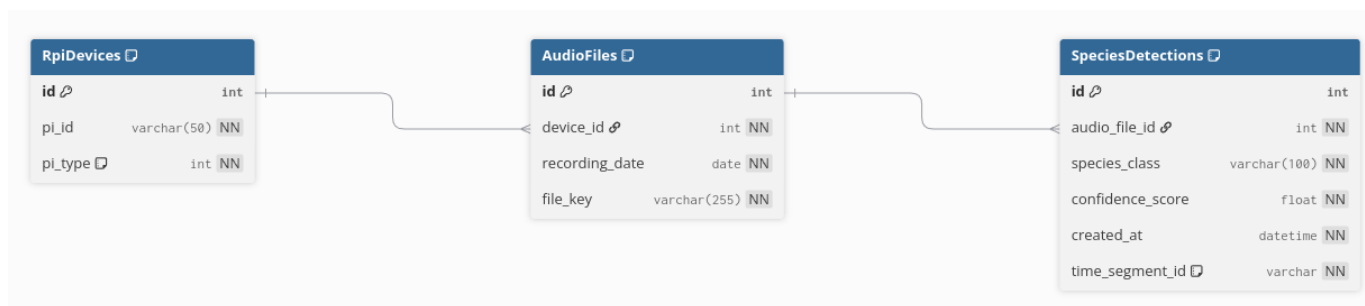 RpiDevices
id int
pi_id varchar(50) NN
pi_type int NN
AudioFiles
id int
device_id int NN
recording_date date NN
file_key varchar(255) NN
SpeciesDetections
id int
audio_file_id int NN
species_class varchar(100) NN
confidence_score float NN
created_at datetime NN
time_segment_id varchar NN